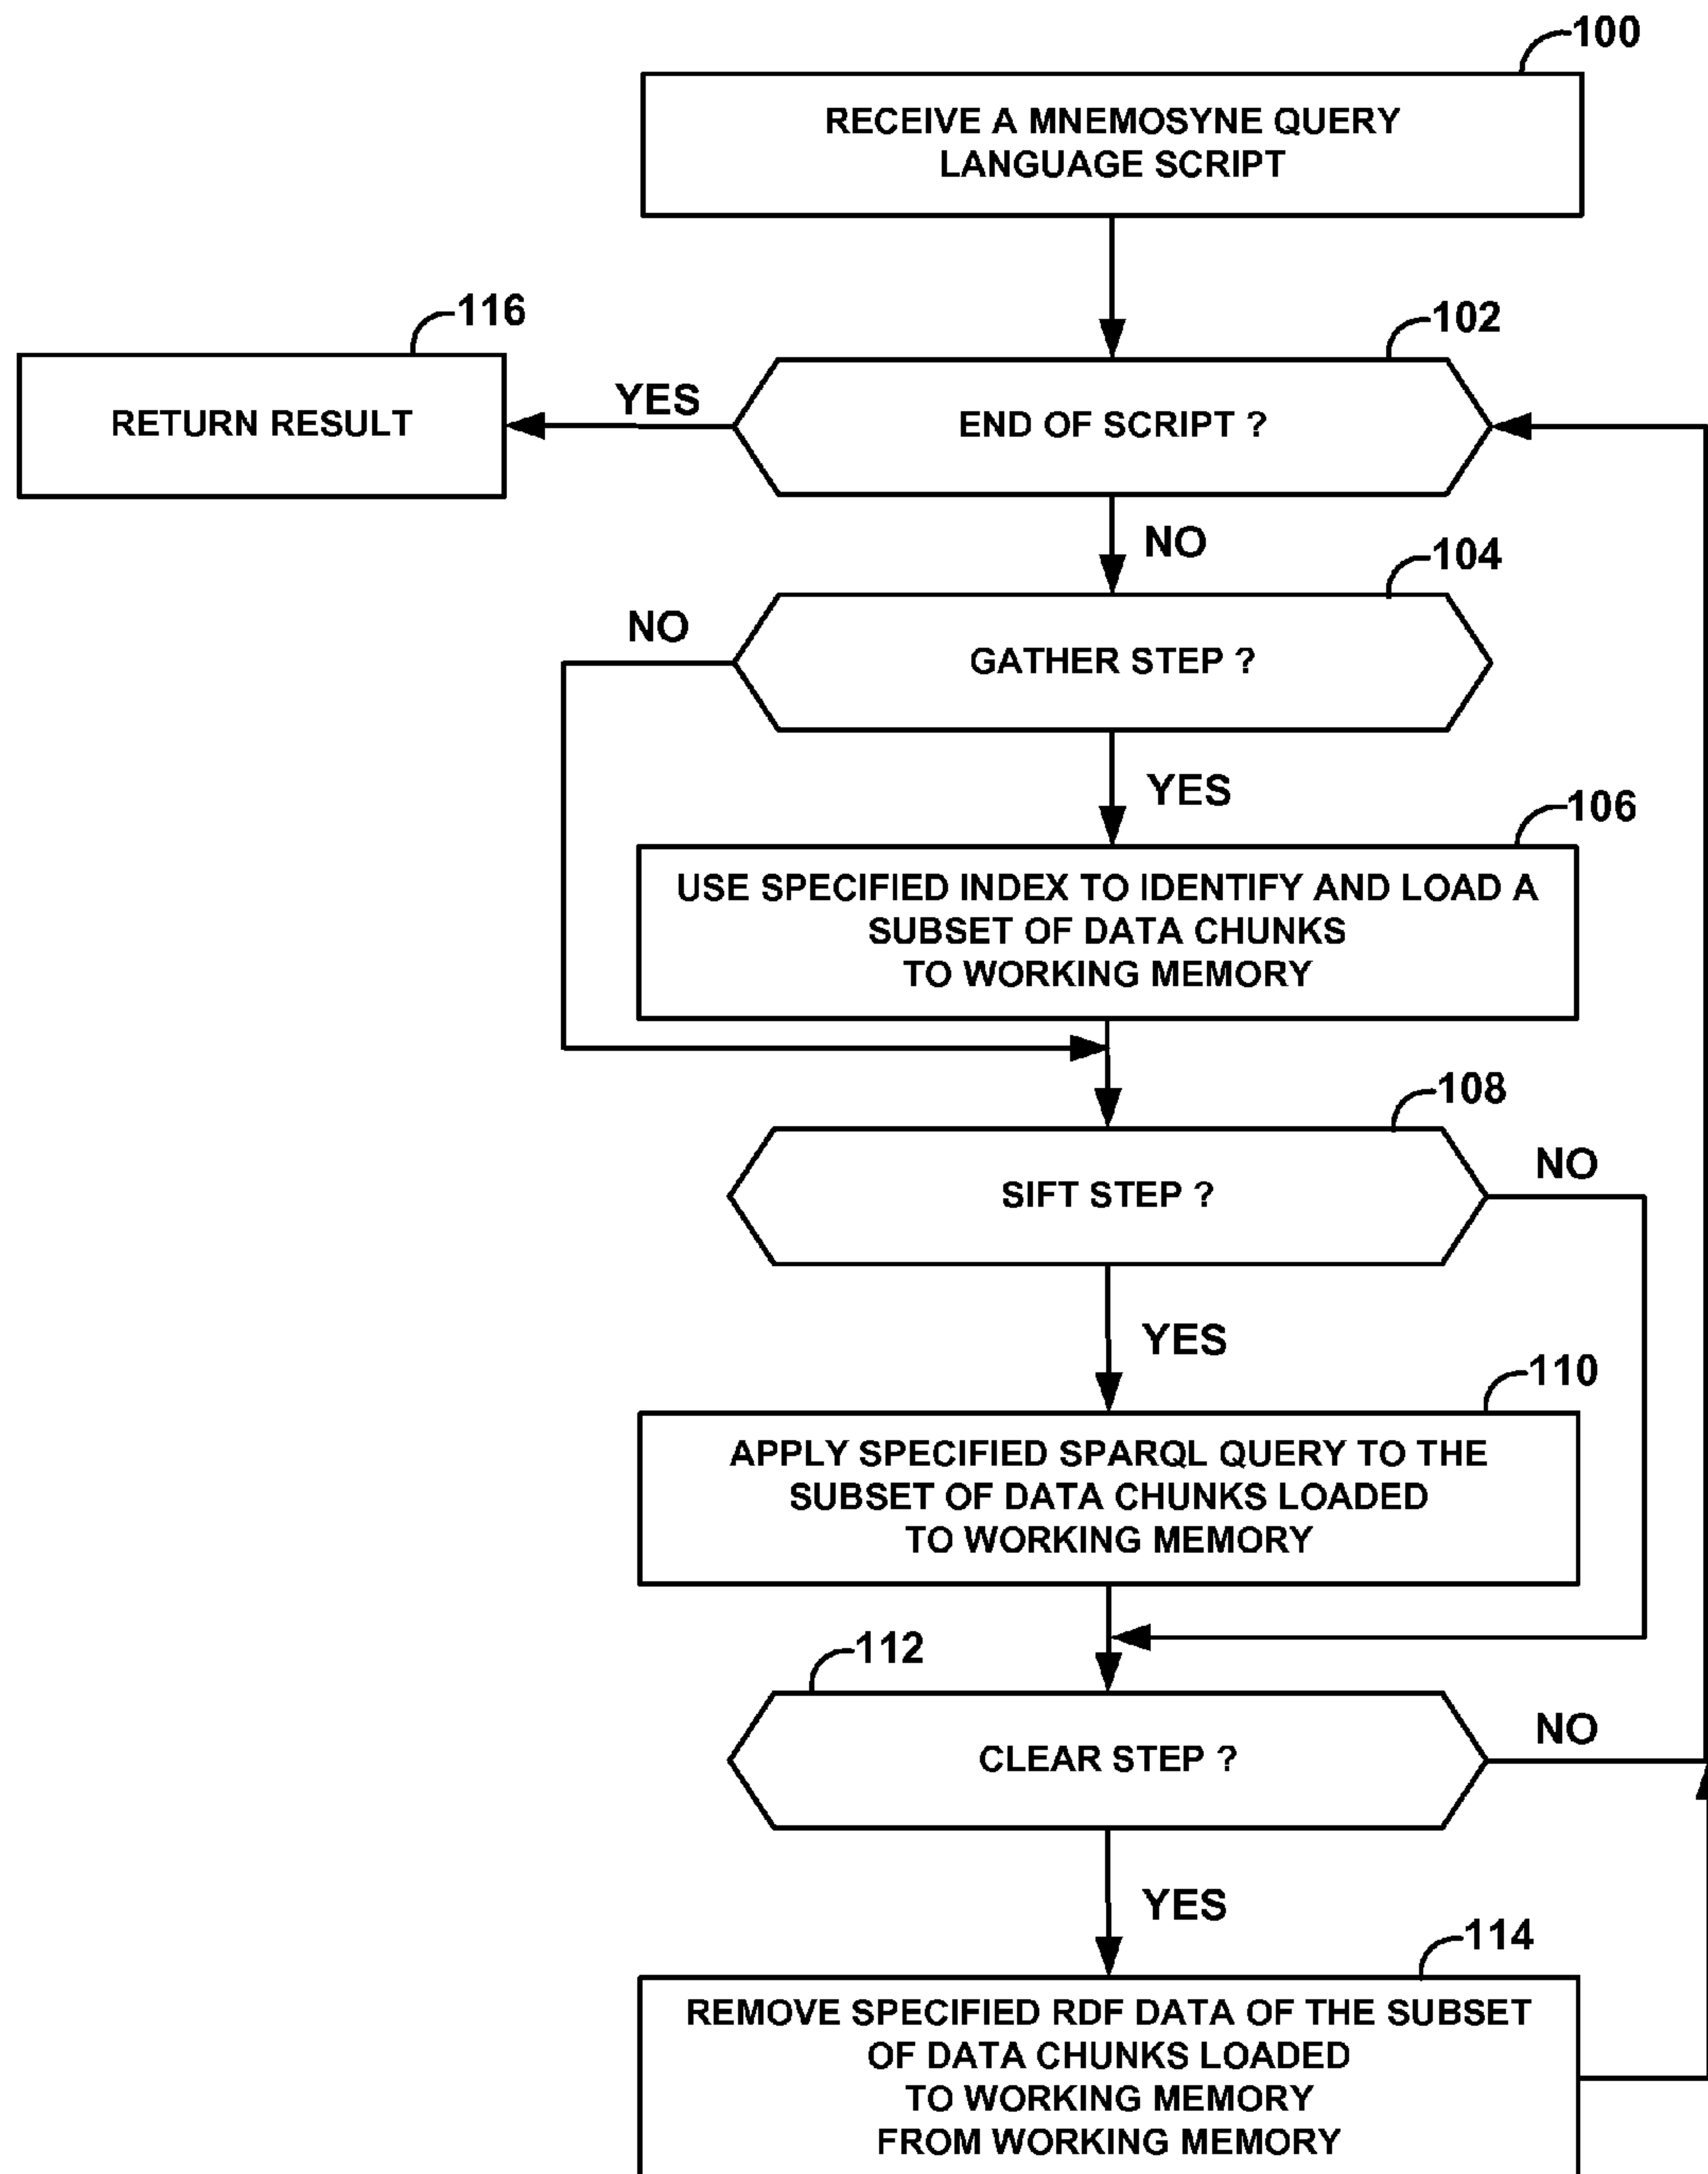 100
RECEIVE A MNEMOSYNE QUERY
LANGUAGE SCRIPT
116
102
RETURN RESULT
YES
END OF SCRIPT ?
NO
104
NO
GATHER STEP ?
YES
106
USE SPECIFIED INDEX TO IDENTIFY AND LOAD A
SUBSET OF DATA CHUNKS
TO WORKING MEMORY
108
NO
SIFT STEP ?
YES
110
APPLY SPECIFIED SPARQL QUERY TO THE
SUBSET OF DATA CHUNKS LOADED
TO WORKING MEMORY
112
NO
CLEAR STEP ?
YES
114
REMOVE SPECIFIED RDF DATA OF THE SUBSET
OF DATA CHUNKS LOADED
TO WORKING MEMORY
FROM WORKING MEMORY